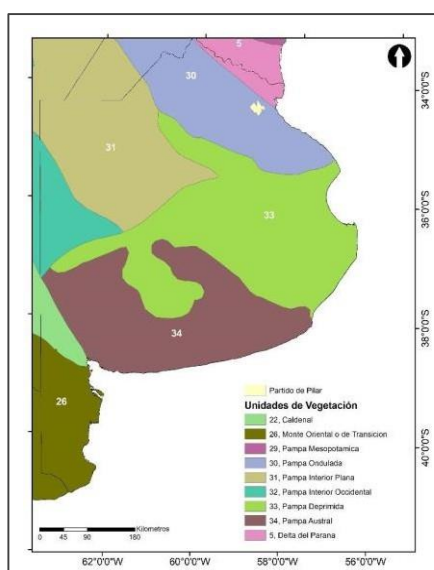 5
30
34°0'0"S
31
36°0'0"S
33
34
38°0'0"S
26
40°0'0"S
Partido de Pilar
Unidades de Vegetación
22, Caldenal
26, Monte Oriental o de Transicion
29, Pampa Mesopotamica
30, Pampa Ondulada
31, Pampa Interior Plana
32, Pampa Interior Occidental
33, Pampa Deprimida
34, Pampa Austral
5, Delta del Parana
Kilometros
0 45 90 180
62°0'0"O 60°0'0"O 58°0'0"O 56°0'0"O